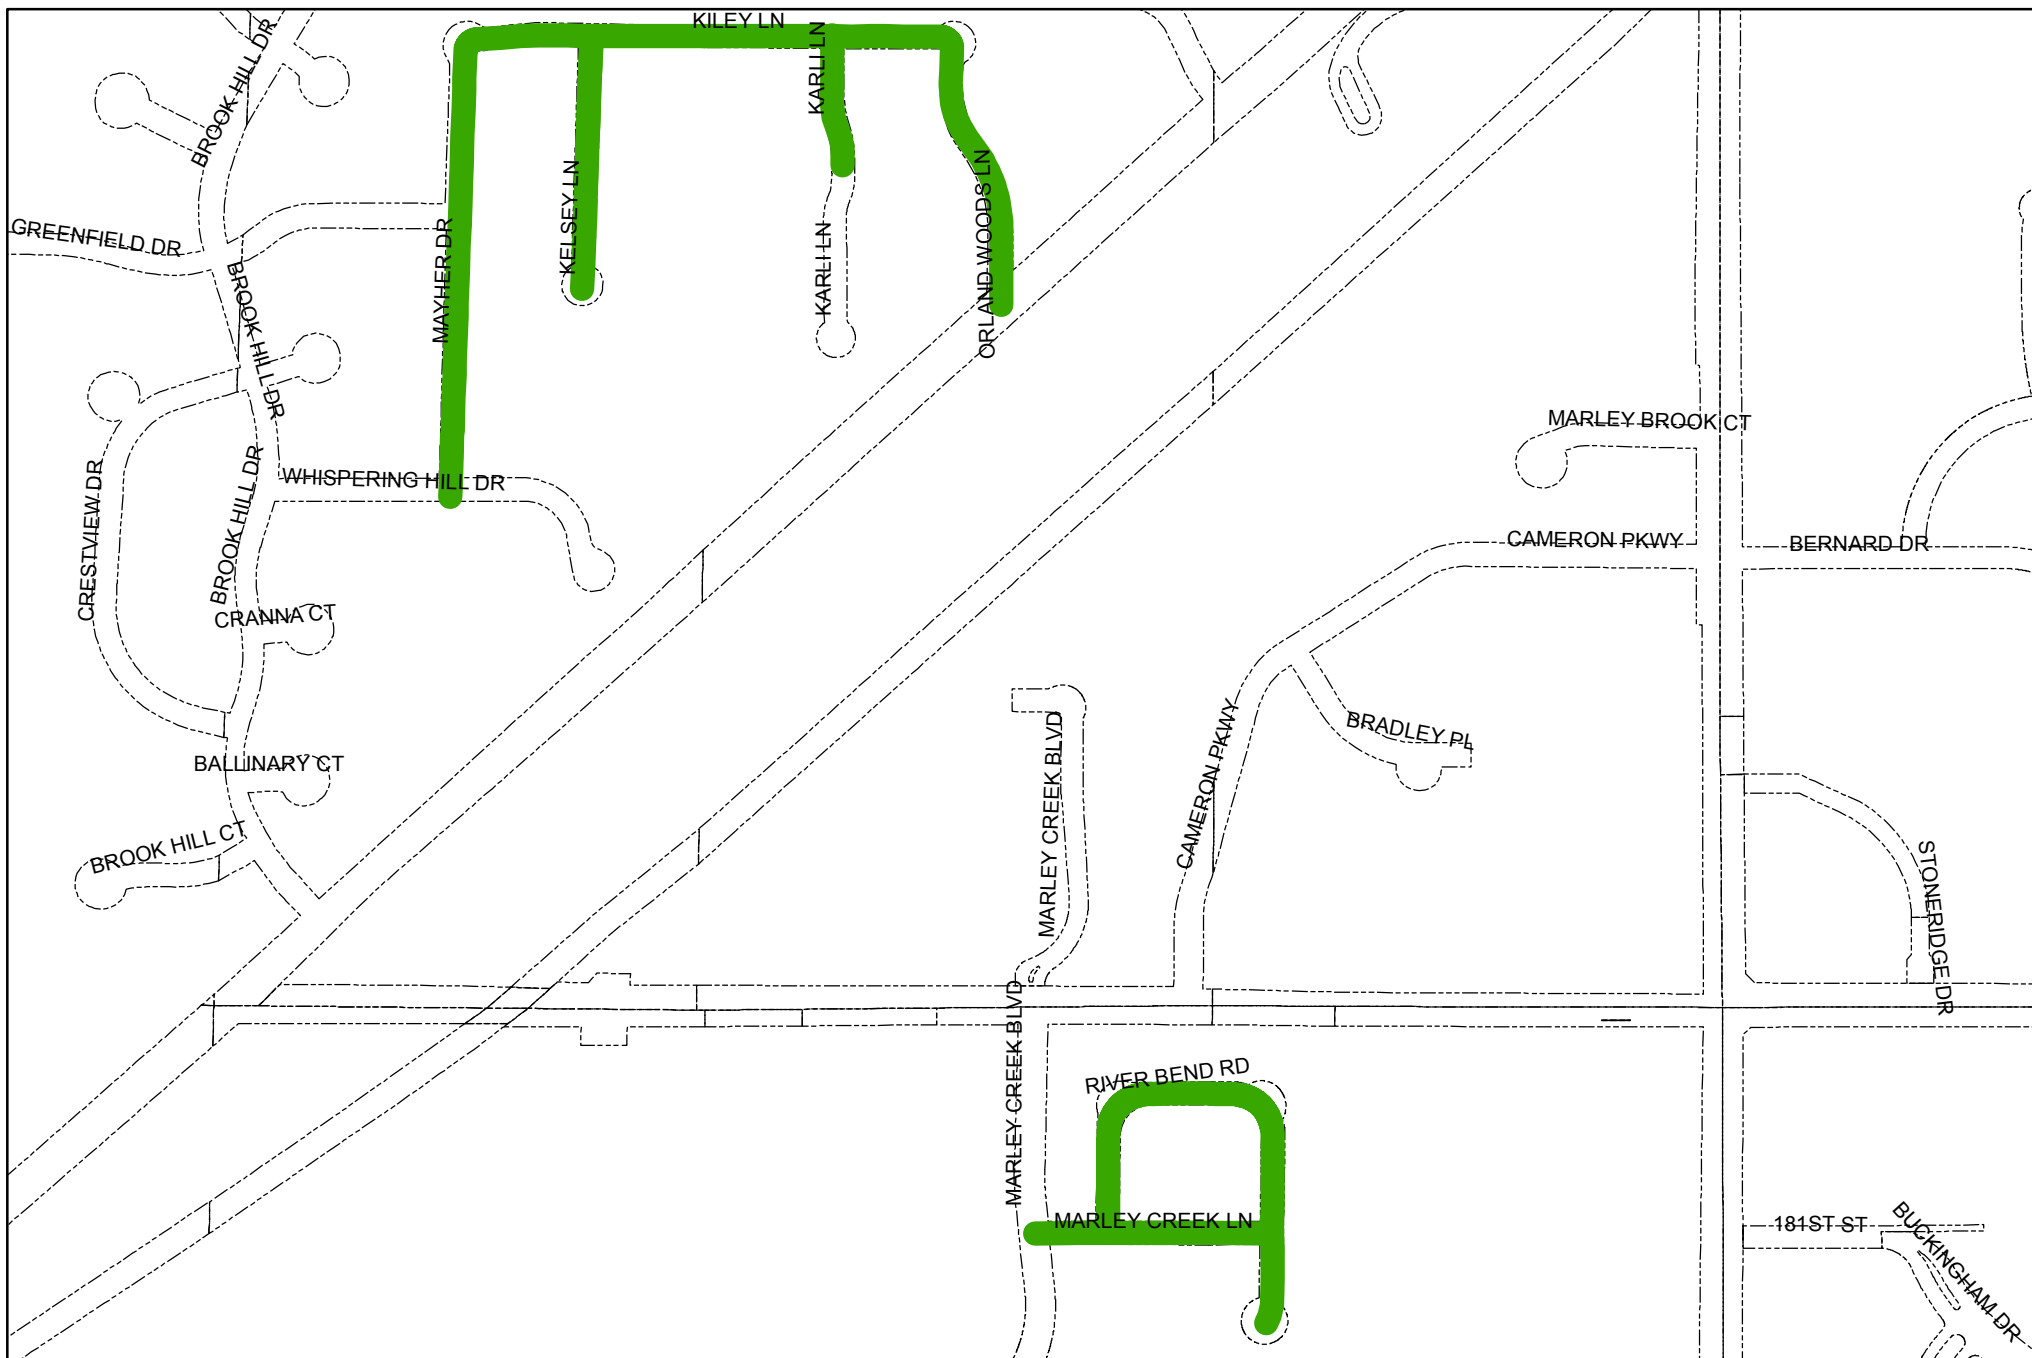 KILEY LN
BROOK HILL DR
KARLI LN
KELSEY LN
ORLAND WOODS LN
GREENFIELD DR
MAYHER DR
KARLI LN
BROOK HILL DR
MARLEY BROOK CT
WHISPERING HILL DR
CRESTVIEW DR
BROOK HILL DR
CAMERON PKWY
BERNARD DR
CRANNA CT
BRADLEY PL
BALLINARY CT
MARLEY CREEK BLVD
CAMERON PKWY
BROOK HILL CT
STONERIDGE DR
MARLEY CREEK BLVD
RIVER BEND RD
MARLEY CREEK LN
181ST ST
BUCKINGHAM DR